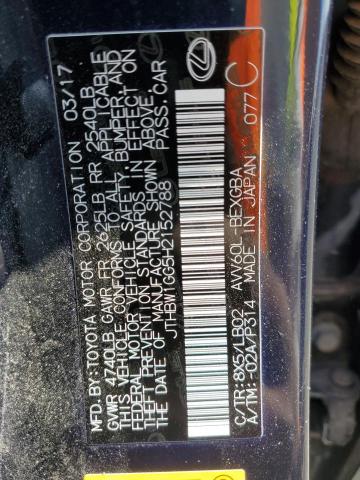 MFD.BY:TOYOTA MOTOR CORPORATION 03/17
GVWR 4740LB GAWR FR 2625LB RR 2540LB
THIS VEHICLE CONFORMS TO ALL APPLICABLE
FEDERAL MOTOR VEHICLE SAFETY, BUMPER, AND
THEFT PREVENTION STANDARDS IN EFFECT ON
THE DATE OF MANUFACTURE SHOWN ABOVE.
JTHBW1GG5H2152788 PASS. CAR
C/TR:8X5/LB02 AVV60L-BEXGBA
A/TM:-02A/P314 MADE IN JAPAN 077 C